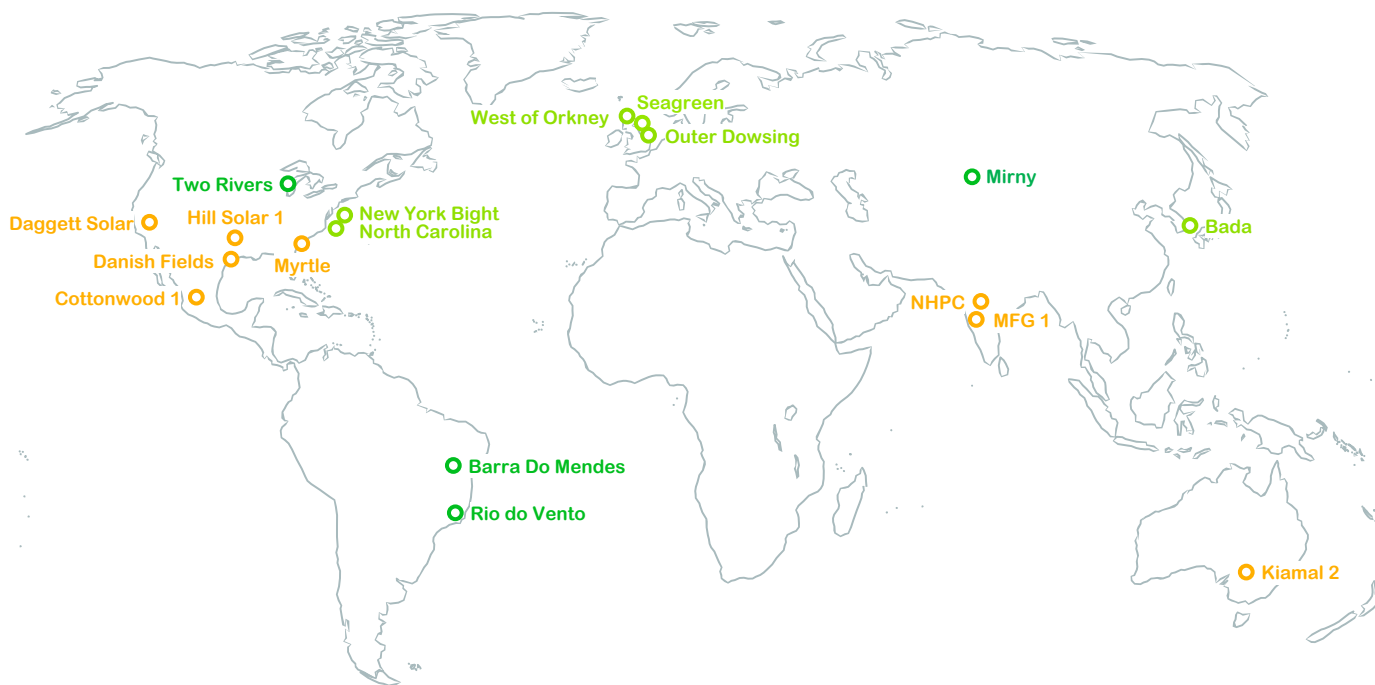 Seagreen
West of Orkney
Outer Dowsing
Two Rivers
Mirny
Daggett Solar
Hill Solar 1
New York Bight
North Carolina
Bada
Danish Fields
Myrtle
Cottonwood 1
NHPC
MFG 1
Barra Do Mendes
Rio do Vento
Kiamal 2